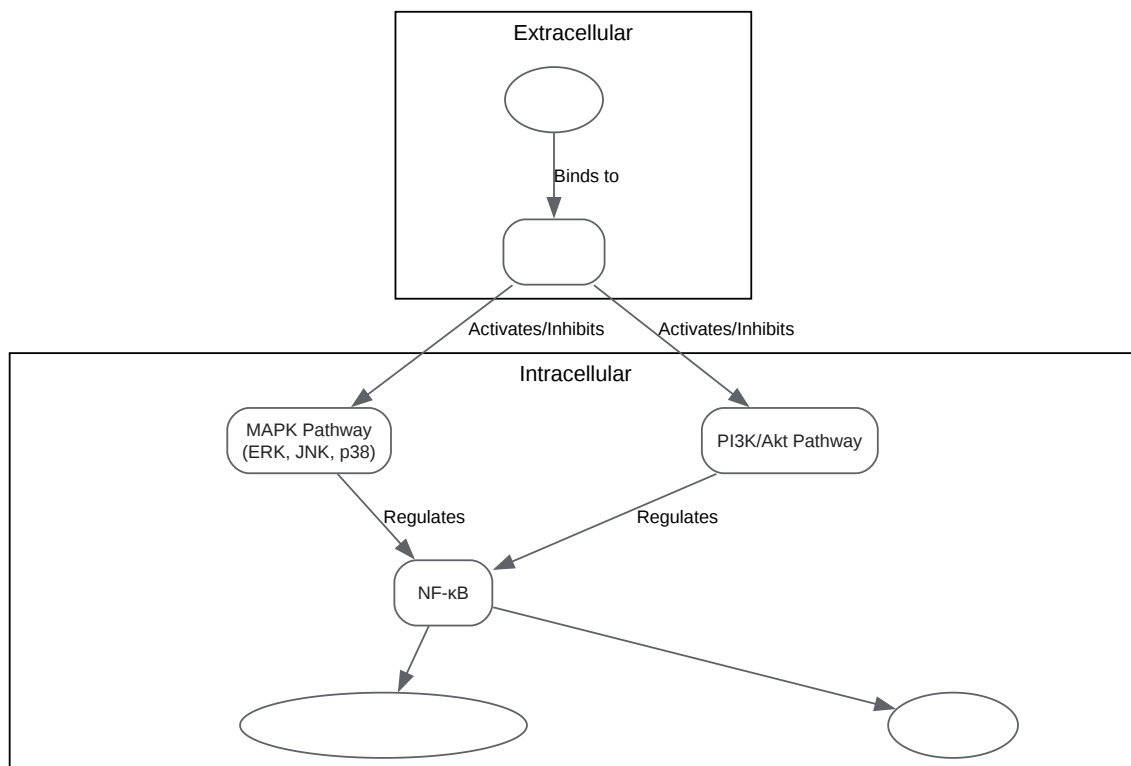 Extracellular
Binds to
Activates/Inhibits
Activates/Inhibits
Intracellular
MAPK Pathway
(ERK, JNK, p38)
PI3K/Akt Pathway
Regulates
Regulates
NF-κB